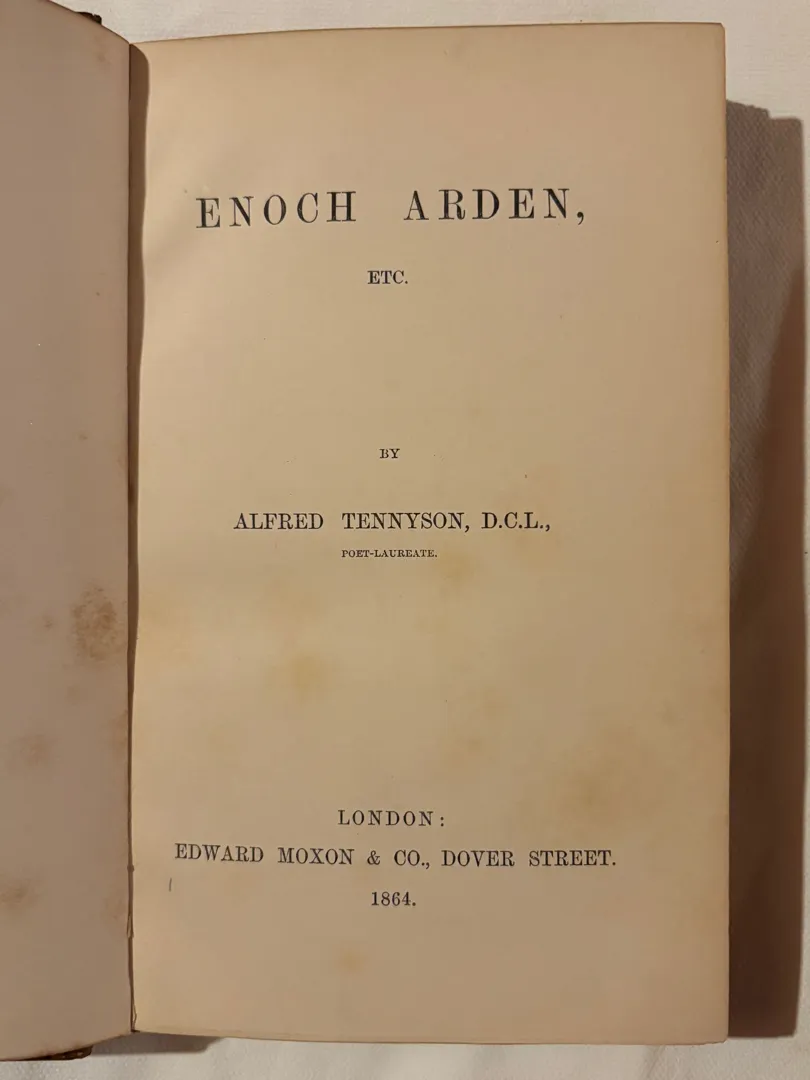 ENOCH ARDEN,
ETC.
BY
ALFRED TENNYSON, D.C.L.,
POET-LAUREATE.
LONDON:
EDWARD MOXON & CO., DOVER STREET.
1864.